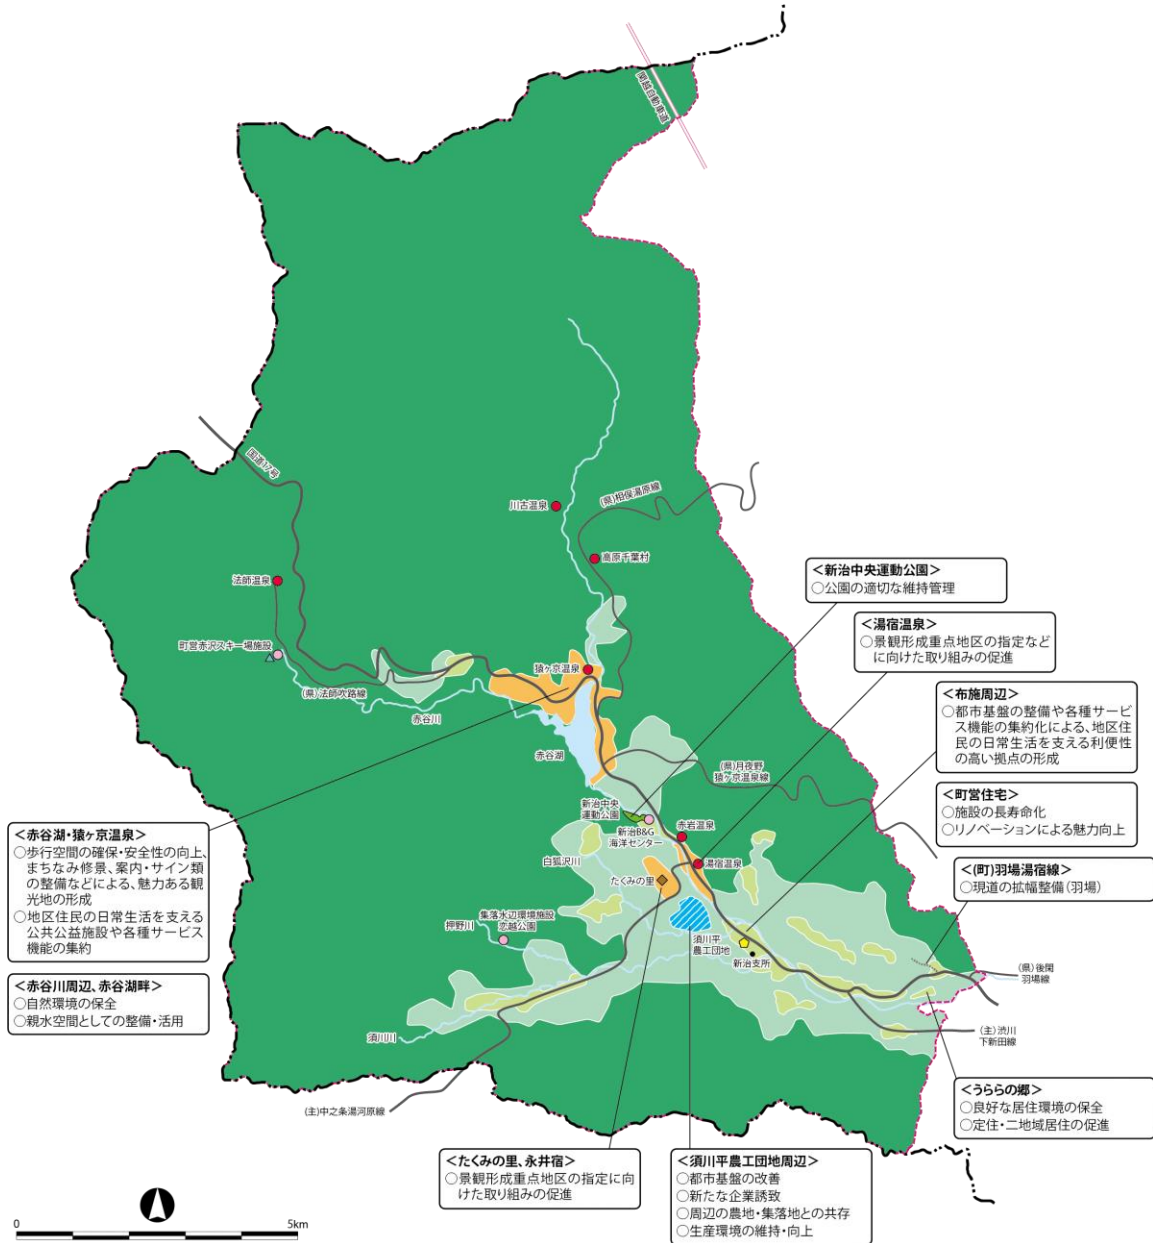 関越自動車道
国道17号
川古温泉
(県)相俣湯原線
高原千葉村
法師温泉
町営赤沢スキー場施設
(県)法師吹路線
赤谷川
猿ヶ京温泉
赤谷湖
(県)月夜野
猿ヶ京温泉線
新治中央
運動公園
新治B&G
海洋センター
赤岩温泉
湯宿温泉
白狐沢川
たくみの里
集落水辺環境施設
恋越公園
押野川
須川平
農工団地
新治支所
須川川
(主)中之条湯河原線
(県)後閑
羽場線
(主)渋川
下新田線
＜新治中央運動公園＞
○公園の適切な維持管理
＜湯宿温泉＞
○景観形成重点地区の指定など
に向けた取り組みの促進
＜布施周辺＞
○都市基盤の整備や各種サービ
ス機能の集約化による、地区住
民の日常生活を支える利便性
の高い拠点の形成
＜町営住宅＞
○施設の長寿命化
○リノベーションによる魅力向上
＜(町)羽場湯宿線＞
○現道の拡幅整備(羽場)
＜赤谷湖・猿ヶ京温泉＞
○歩行空間の確保・安全性の向上、
まちなみ修景、案内・サイン類
の整備などによる、魅力ある観
光地の形成
○地区住民の日常生活を支える
公共公益施設や各種サービス
機能の集約
＜赤谷川周辺、赤谷湖畔＞
○自然環境の保全
○親水空間としての整備・活用
＜うららの郷＞
○良好な居住環境の保全
○定住・二地域居住の促進
＜たくみの里、永井宿＞
○景観形成重点地区の指定に向
けた取り組みの促進
＜須川平農工団地周辺＞
○都市基盤の改善
○新たな企業誘致
○周辺の農地・集落地との共存
○生産環境の維持・向上
0
5km